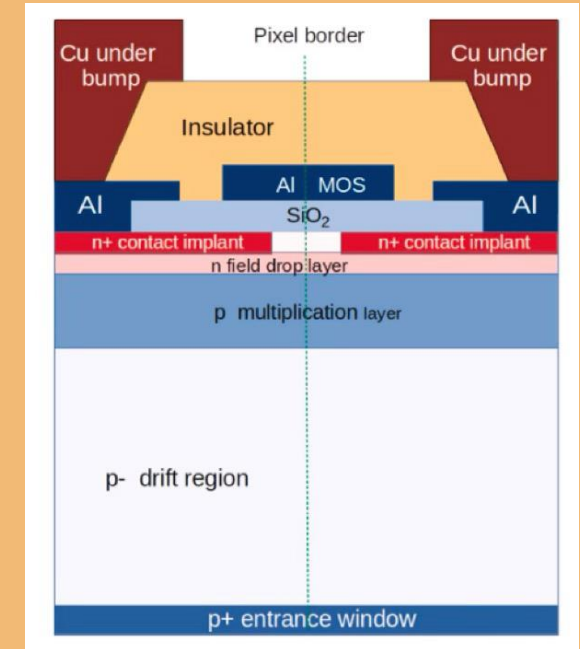 Pixel border
Cu under
bump
Cu under
bump
Insulator
Al MOS
Al
Al
SiO2
n+ contact implant
n+ contact implant
n field drop layer
p multiplication layer
p- drift region
p+ entrance window